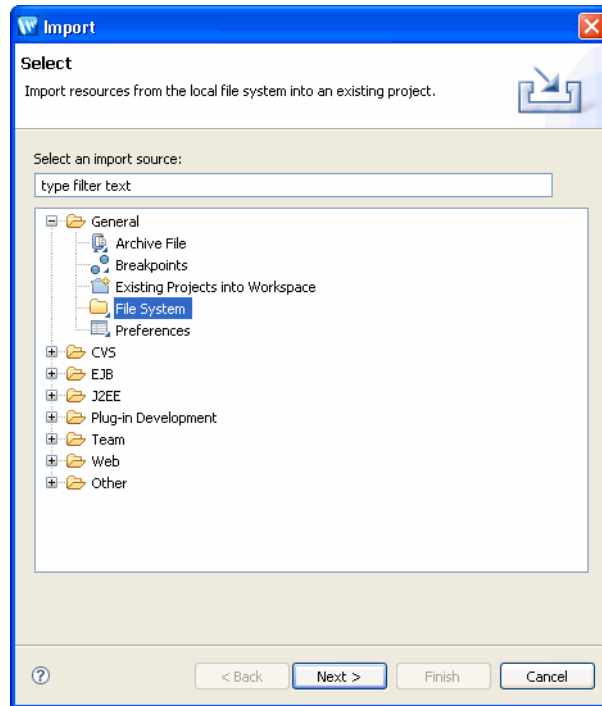 Import
Select
Import resources from the local file system into an existing project.
Select an import source:
type filter text
General
Archive File
Breakpoints
Existing Projects into Workspace
File System
Preferences
CVS
EJB
J2EE
Plug-in Development
Team
Web
Other
? < Back Next > Finish Cancel